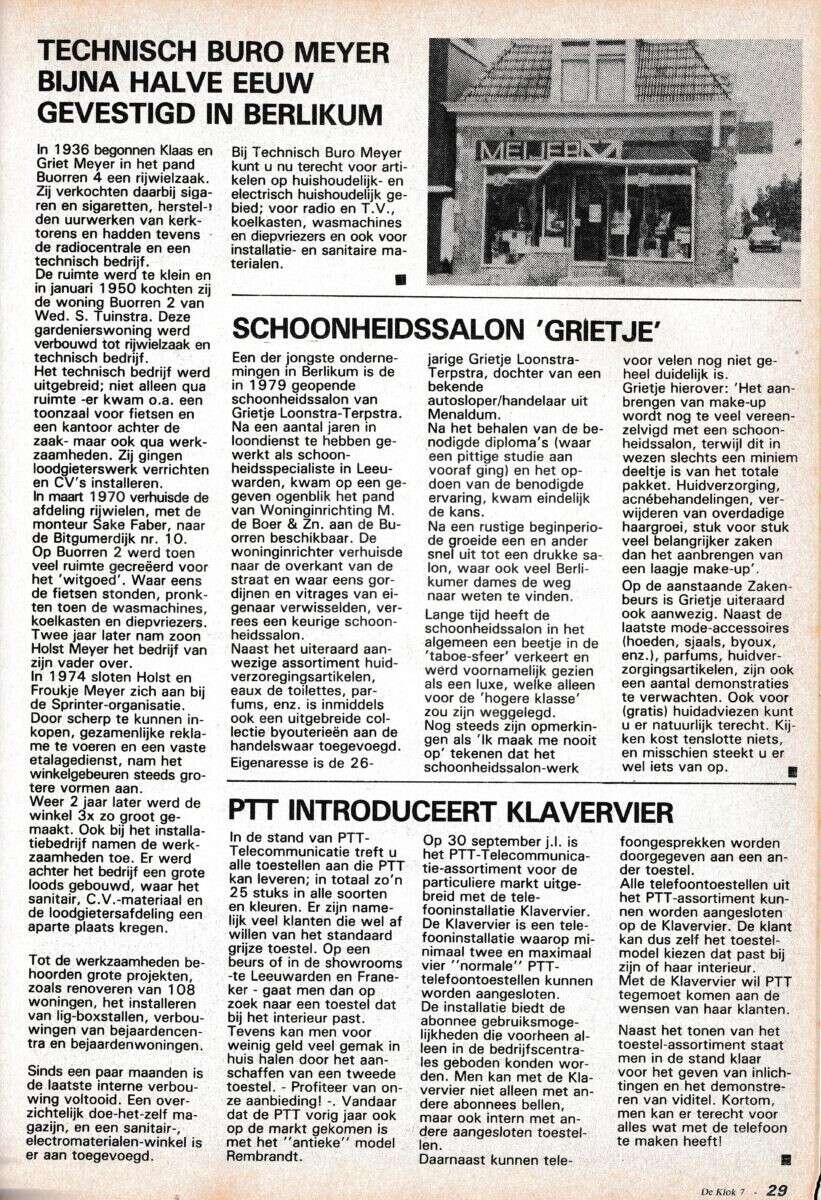 TECHNISCH BURO MEYER
BIJNA HALVE EEUW
GEVESTIGD IN BERLIKUM
In 1936 begonnen Klaas en
Griet Meyer in het pand
Buorren 4 een rijwielzaak.
Zij verkochten daarbij siga-
ren en sigaretten, herstel-
den uurwerken van kerk-
torens en hadden tevens
de radiocentrale en een
technisch bedrijf.
De ruimte werd te klein en
in januari 1950 kochten zij
de woning Buorren 2 van
Wed. S. Tuinstra. Deze
gardenierswoning werd
verbouwd tot rijwielzaak en
technisch bedrijf.
Het technisch bedrijf werd
uitgebreid; niet alleen qua
ruimte -er kwam o.a. een
toonzaal voor fietsen en
een kantoor achter de
zaak- maar ook qua werk-
zaamheden. Zij gingen
loodgieterswerk verrichten
en CV's installeren.
In maart 1970 verhuisde de
afdeling rijwielen, met de
monteur Sake Faber, naar
de Bitgumerdijk nr. 10.
Op Buorren 2 werd toen
veel ruimte gecreëerd voor
het 'witgoed'. Waar eens
de fietsen stonden, pronk-
ten toen de wasmachines,
koelkasten en diepvriezers.
Twee jaar later nam zoon
Holst Meyer het bedrijf van
zijn vader over.
In 1974 sloten Holst en
Froukje Meyer zich aan bij
de Sprinter-organisatie.
Door scherp te kunnen in-
kopen, gezamenlijke rekla-
me te voeren en een vaste
etalagedienst, nam het
winkelgebeuren steeds gro-
tere vormen aan.
Weer 2 jaar later werd de
winkel 3x zo groot ge-
maakt. Ook bij het installa-
tiebedrijf namen de werk-
zaamheden toe. Er werd
achter het bedrijf een grote
loods gebouwd, waar het
sanitair, C.V.-materiaal en
de loodgietersafdeling een
aparte plaats kregen.
Tot de werkzaamheden be-
hoorden grote projekten,
zoals renoveren van 108
woningen, het installeren
van lig-boxstallen, verbou-
wingen van bejaardencen-
tra en bejaardenwoningen.
Sinds een paar maanden is
de laatste interne verbou-
wing voltooid. Een over-
zichtelijk doe-het-zelf ma-
gazijn, en een sanitair-,
electromaterialen-winkel is
er aan toegevoegd.
Bij Technisch Buro Meyer
kunt u nu terecht voor arti-
kelen op huishoudelijk- en
electrisch huishoudelijk ge-
bied; voor radio en T.V.,
koelkasten, wasmachines
en diepvriezers en ook voor
installatie- en sanitaire ma-
terialen.
MEIJER
SCHOONHEIDSSALON 'GRIETJE'
Een der jongste onderne-
mingen in Berlikum is de
in 1979 geopende
schoonheidssalon van
Grietje Loonstra-Terpstra.
Na een aantal jaren in
loondienst te hebben ge-
werkt als schoon-
heidsspecialiste in Leeu-
warden, kwam op een ge-
geven ogenblik het pand
van Woninginrichting M.
de Boer & Zn. aan de Bu-
orren beschikbaar. De
woninginrichter verhuisde
naar de overkant van de
straat en waar eens gor-
dijnen en vitrages van ei-
genaar verwisselden, ver-
rees een keurige schoon-
heidssalon.
Naast het uiteraard aan-
wezige assortiment huid-
verzoregingsartikelen,
eaux de toilettes, par-
fums, enz. is inmiddels
ook een uitgebreide col-
lectie byouterieën aan de
handelswaar toegevoegd.
Eigenaresse is de 26-
jarige Grietje Loonstra-
Terpstra, dochter van een
bekende
autosloper/handelaar uit
Menaldum.
Na het behalen van de be-
nodigde diploma's (waar
een pittige studie aan
vooraf ging) en het op-
doen van de benodigde
ervaring, kwam eindelijk
de kans.
Na een rustige beginperio-
de groeide een en ander
snel uit tot een drukke sa-
lon, waar ook veel Berli-
kumer dames de weg
naar weten te vinden.
Lange tijd heeft de
schoonheidssalon in het
algemeen een beetje in de
'taboe-sfeer' verkeert en
werd voornamelijk gezien
als een luxe, welke alleen
voor de 'hogere klasse'
zou zijn weggelegd.
Nog steeds zijn opmerkin-
gen als 'Ik maak me nooit
op' tekenen dat het
schoonheidssalon-werk
voor velen nog niet ge-
heel duidelijk is.
Grietje hierover: 'Het aan-
brengen van make-up
wordt nog te veel vereen-
zelvigd met een schoon-
heidssalon, terwijl dit in
wezen slechts een miniem
deeltje is van het totale
pakket. Huidverzorging,
acnébehandelingen, ver-
wijderen van overdadige
haargroei, stuk voor stuk
veel belangrijker zaken
dan het aanbrengen van
een laagje make-up'.
Op de aanstaande Zaken-
beurs is Grietje uiteraard
ook aanwezig. Naast de
laatste mode-accessoires
(hoeden, sjaals, byoux,
enz.), parfums, huidver-
zorgingsartikelen, zijn ook
een aantal demonstraties
te verwachten. Ook voor
(gratis) huidadviezen kunt
u er natuurlijk terecht. Kij-
ken kost tenslotte niets,
en misschien steekt u er
wel iets van op.
PTT INTRODUCEERT KLAVERVIER
In de stand van PTT-
Telecommunicatie treft u
alle toestellen aan die PTT
kan leveren; in totaal zo'n
25 stuks in alle soorten
en kleuren. Er zijn name-
lijk veel klanten die wel af
willen van het standaard
grijze toestel. Op een
beurs of in de showrooms
-te Leeuwarden en Frane-
ker - gaat men dan op
zoek naar een toestel dat
bij het interieur past.
Tevens kan men voor
weinig geld veel gemak in
huis halen door het aan-
schaffen van een tweede
toestel. - Profiteer van on-
ze aanbieding! -. Vandaar
dat de PTT vorig jaar ook
op de markt gekomen is
met het "antieke" model
Rembrandt.
Op 30 september j.l. is
het PTT-Telecommunica-
tie-assortiment voor de
particuliere markt uitge-
breid met de tele-
fooninstallatie Klavervier.
De Klavervier is een tele-
fooninstallatie waarop mi-
nimaal twee en maximaal
vier "normale" PTT-
telefoontoestellen kunnen
worden aangesloten.
De installatie biedt de
abonnee gebruiksmoge-
lijkheden die voorheen al-
leen in de bedrijfscentra-
les geboden konden wor-
den. Men kan met de Kla-
vervier niet alleen met an-
dere abonnees bellen,
maar ook intern met an-
dere aangesloten toestel-
len.
Daarnaast kunnen tele-
foongesprekken worden
doorgegeven aan een an-
der toestel.
Alle telefoontoestellen uit
het PTT-assortiment kun-
nen worden aangesloten
op de Klavervier. De klant
kan dus zelf het toestel-
model kiezen dat past bij
zijn of haar interieur.
Met de Klavervier wil PTT
tegemoet komen aan de
wensen van haar klanten.
Naast het tonen van het
toestel-assortiment staat
men in de stand klaar
voor het geven van inlich-
tingen en het demonstre-
ren van viditel. Kortom,
men kan er terecht voor
alles wat met de telefoon
te maken heeft!
De Klok 7 - 29